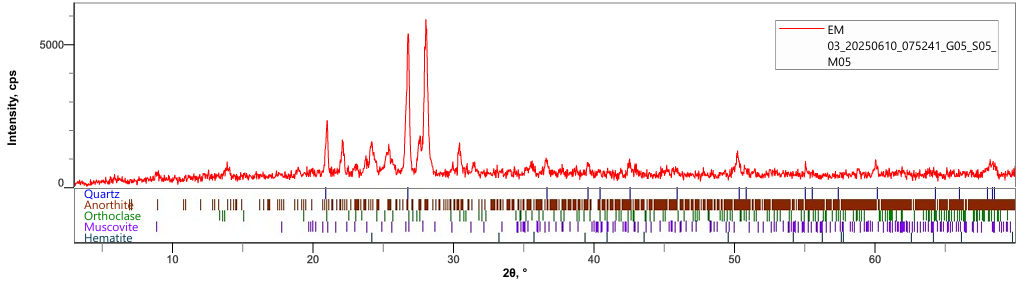 EM
03_20250610_075241_G05_S05_
M05
Intensity, cps
5000
0
Quartz
Anorthite
Orthoclase
Muscovite
Hematite
10 20 30 40 50 60
2θ, °